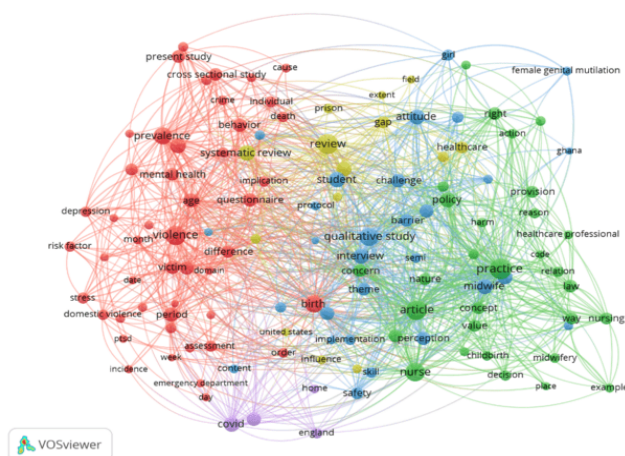 girl
present study
cause
field
female genital mutilation
cross sectional study
extent
crime
individual
prison
right
death
gap
attitude
behavior
action
prevalence
review
healthcare
ghana
systematic review
mental health
implication
student
challenge
provision
age
questionnaire
protocol
policy
reason
depression
barrier
harm
month
violence
qualitative study
healthcare professional
risk factor
difference
interview
semi
code
victim
domain
concern
practice
relation
date
nature
midwife
law
stress
theme
birth
domestic violence
period
article
concept
way
nursing
value
ptsd
united states
implementation
perception
assessment
order
influence
childbirth
midwifery
week
incidence
content
nurse
decision
emergency department
home
skill
place
example
day
safety
covid
england
VOSviewer